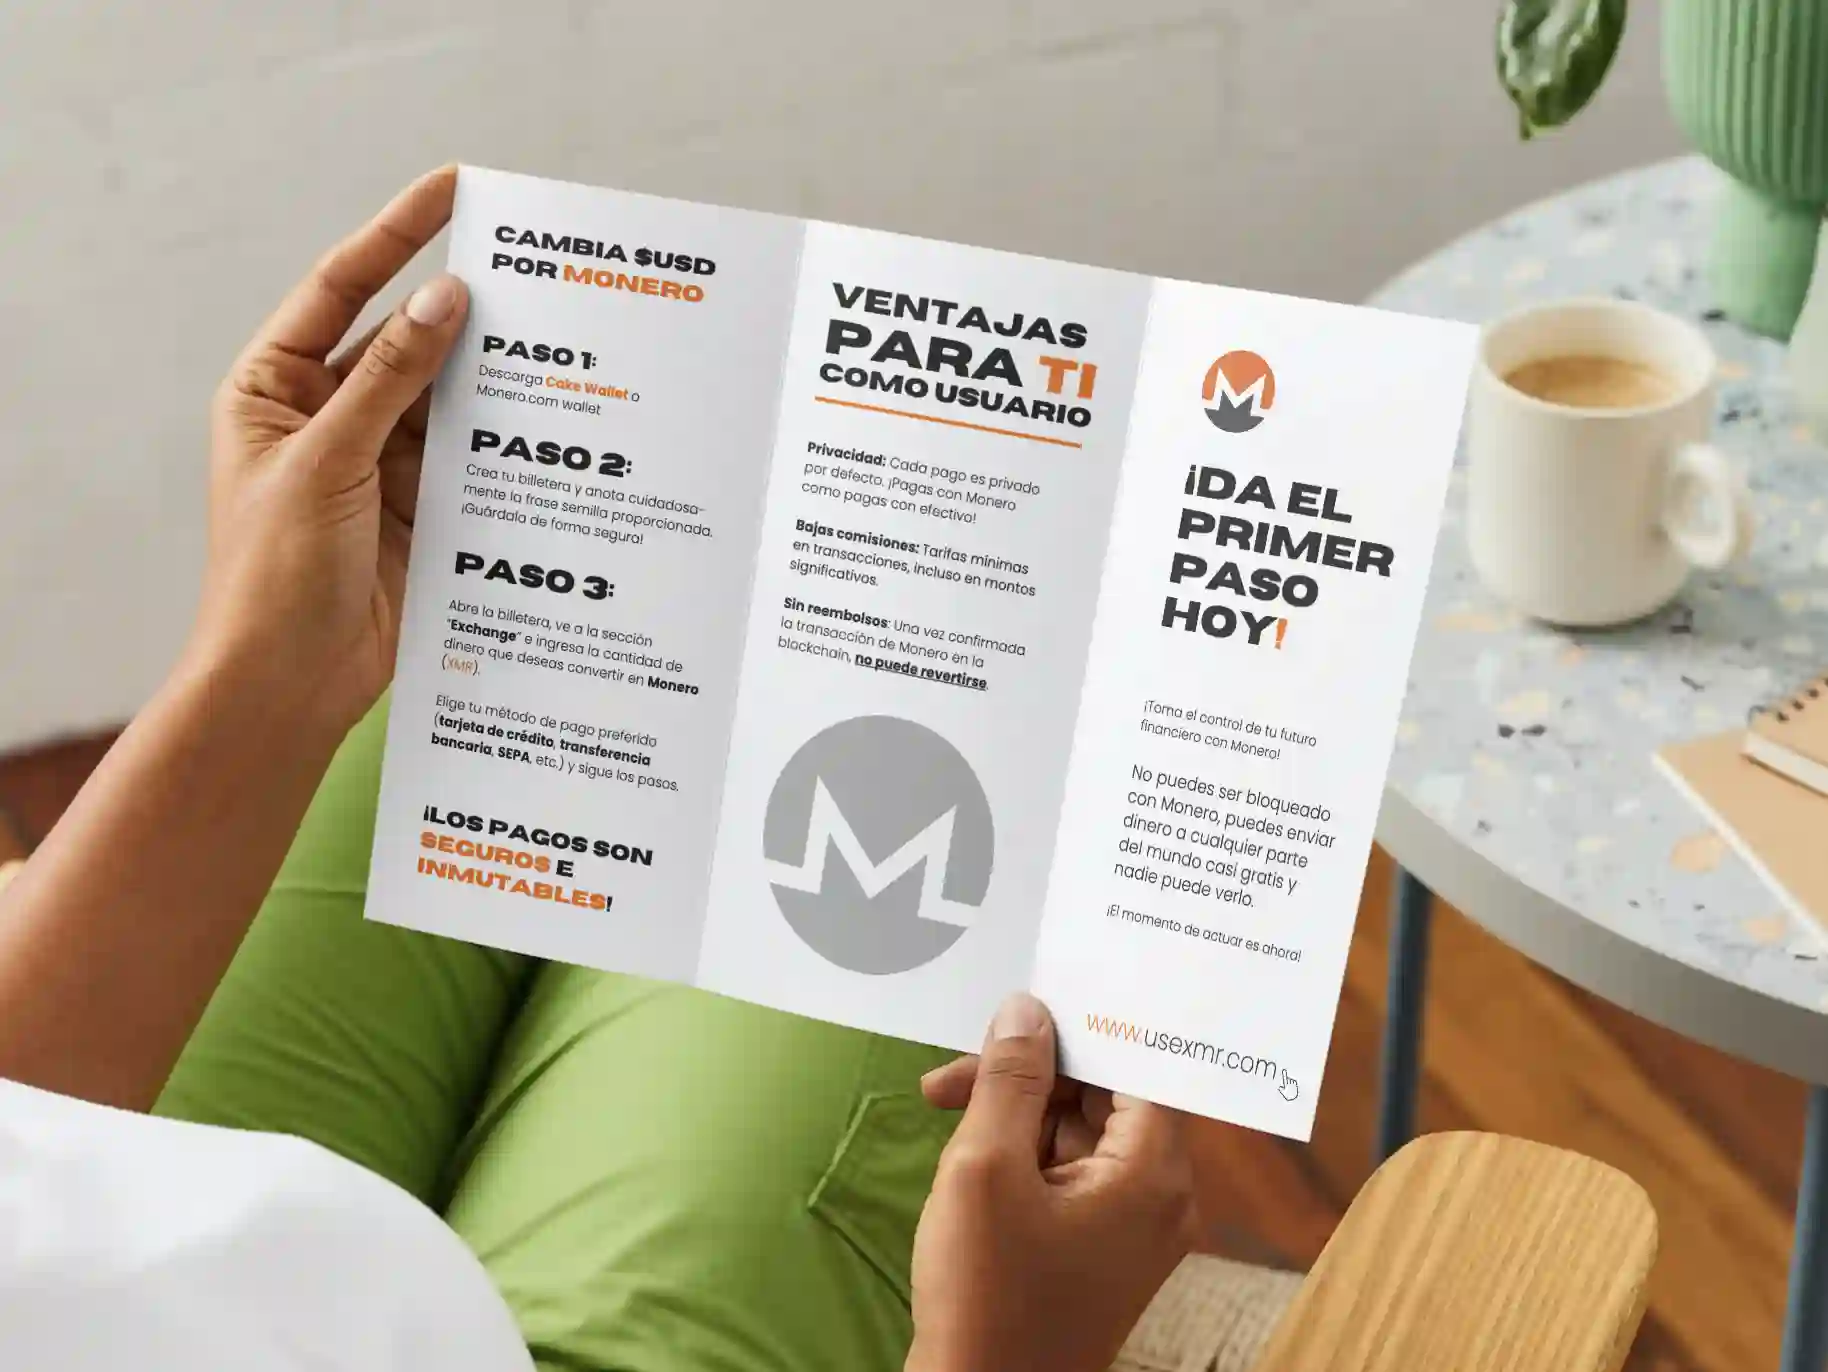 CAMBIA $USD
POR MONERO
PASO 1:
Descarga Cake Wallet o
Monero.com wallet
PASO 2:
Crea tu billetera y anota cuidadosa-
mente la frase semilla proporcionada.
¡Guárdala de forma segura!
PASO 3:
Abre la billetera, ve a la sección
"Exchange" e ingresa la cantidad de
dinero que deseas convertir en Monero
(XMR).
Elige tu método de pago preferido
(tarjeta de crédito, transferencia
bancaria, SEPA, etc.) y sigue los pasos.
¡LOS PAGOS SON
SEGUROS E
INMUTABLES!
VENTAJAS
PARA TI
COMO USUARIO
Privacidad: Cada pago es privado
por defecto. ¡Pagas con Monero
como pagas con efectivo!
Bajas comisiones: Tarifas mínimas
en transacciones, incluso en montos
significativos.
Sin reembolsos: Una vez confirmada
la transacción de Monero en la
blockchain, no puede revertirse.
¡DA EL
PRIMER
PASO
HOY!
¡Toma el control de tu futuro
financiero con Monero!
No puedes ser bloqueado
con Monero, puedes enviar
dinero a cualquier parte
del mundo casi gratis y
nadie puede verlo.
¡El momento de actuar es ahora!
www.usexmr.com